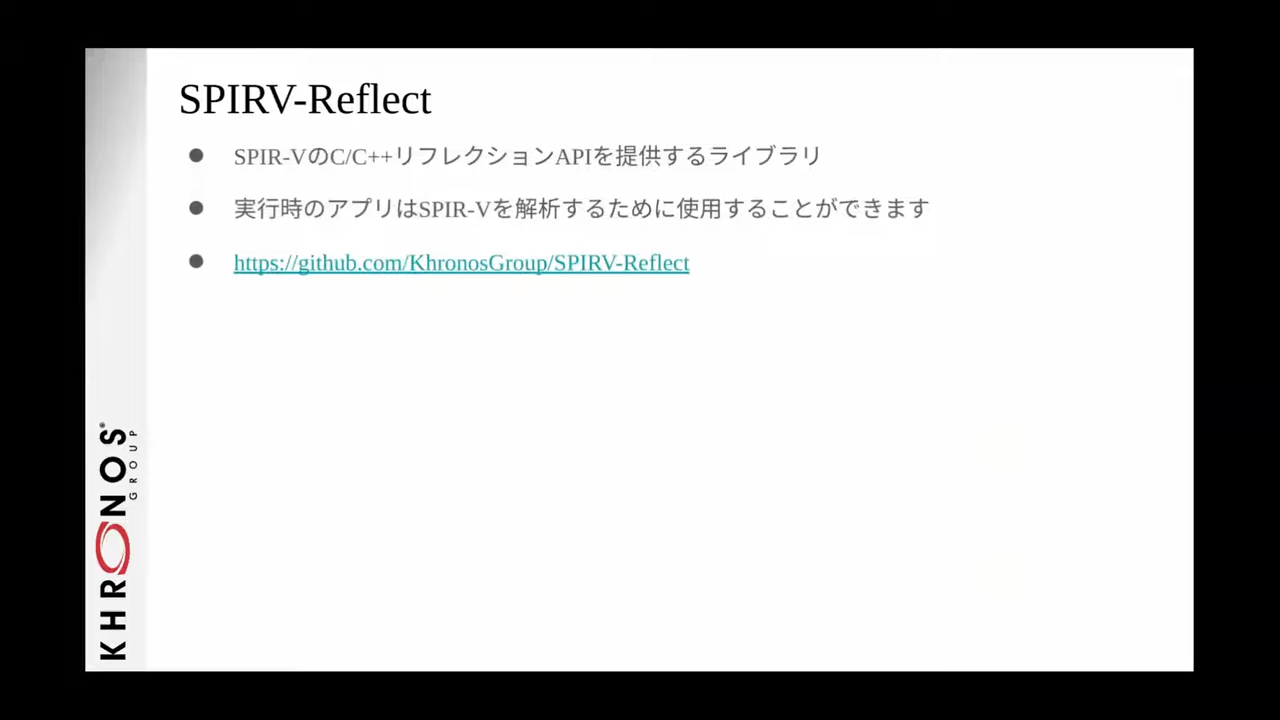 SPIRV-Reflect
● SPIR-VのC/C++リフレクションAPIを提供するライブラリ
● 実行時のアプリはSPIR-Vを解析するために使用することができます
● https://github.com/KhronosGroup/SPIRV-Reflect
KHRONOS®
GROUP